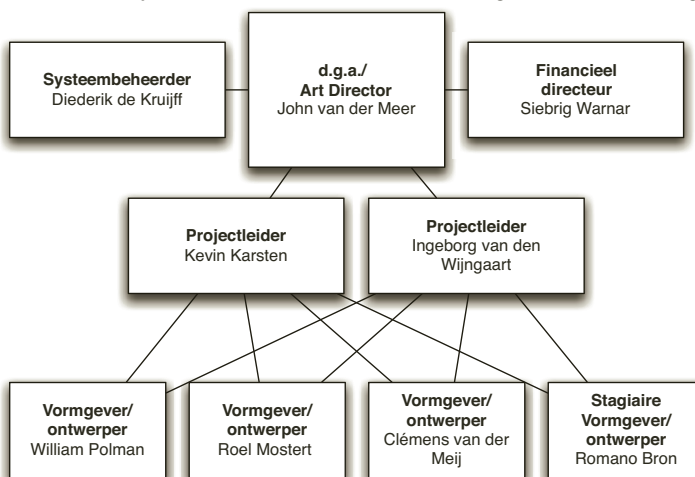 Systeembeheerder
Diederik de Kruijff
d.g.a./
Art Director
John van der Meer
Financieel
directeur
Siebrig Warnar
Projectleider
Kevin Karsten
Projectleider
Ingeborg van den
Wijngaart
Vormgever/
ontwerper
William Polman
Vormgever/
ontwerper
Roel Mostert
Vormgever/
ontwerper
Clémens van der
Meij
Stagiaire
Vormgever/
ontwerper
Romano Bron